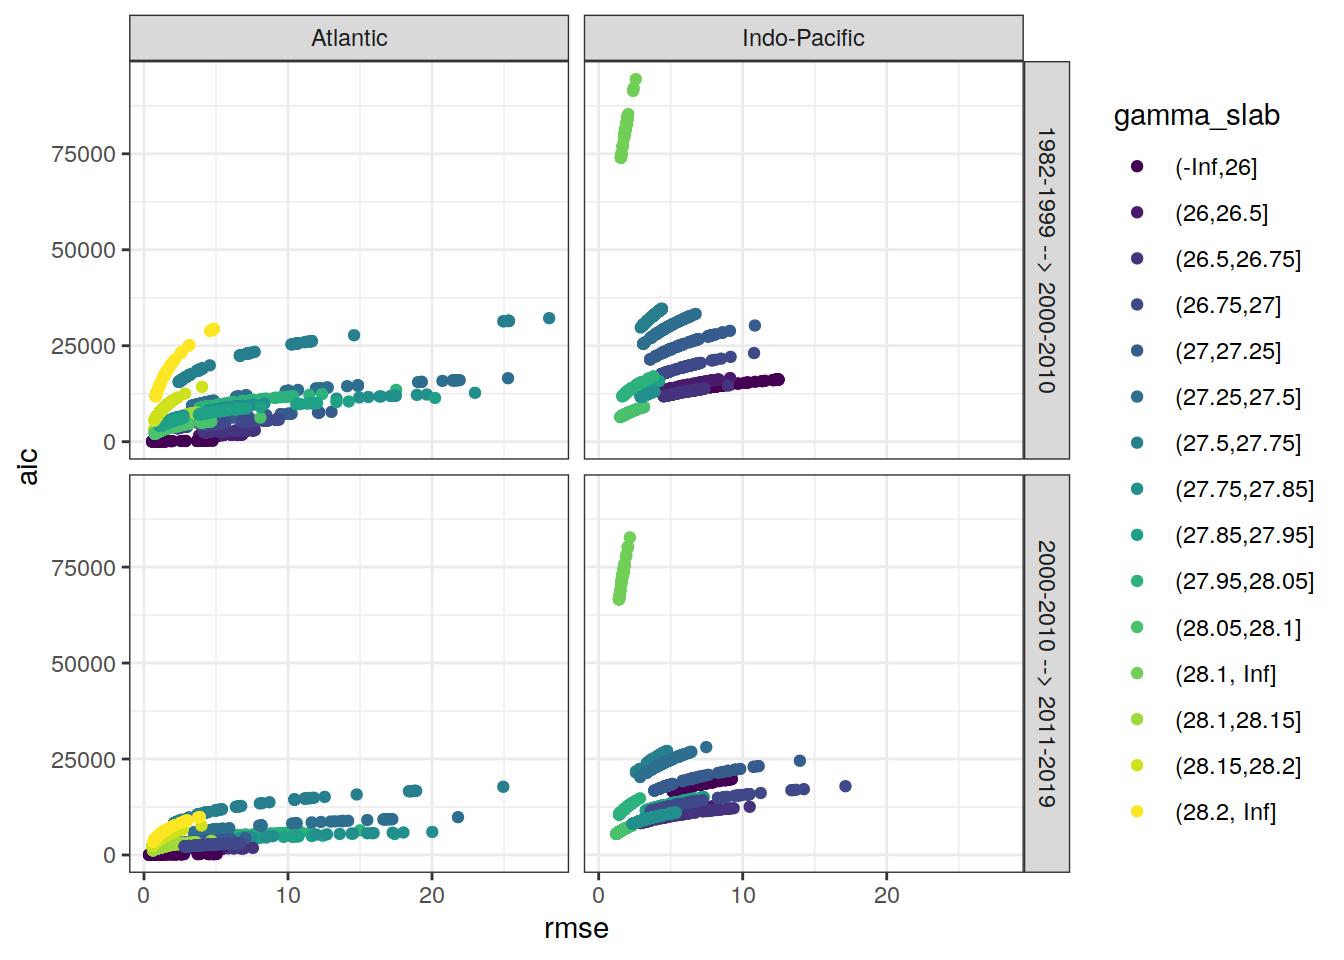 Atlantic
Indo-Pacific
75000
50000
25000
0
1982-1999 --> 2000-2010
75000
50000
25000
0
2000-2010 --> 2011-2019
0
10
20
0
10
20
rmse
aic
gamma_slab
(-Inf,26]
(26,26.5]
(26.5,26.75]
(26.75,27]
(27,27.25]
(27.25,27.5]
(27.5,27.75]
(27.75,27.85]
(27.85,27.95]
(27.95,28.05]
(28.05,28.1]
(28.1, Inf]
(28.1,28.15]
(28.15,28.2]
(28.2, Inf]